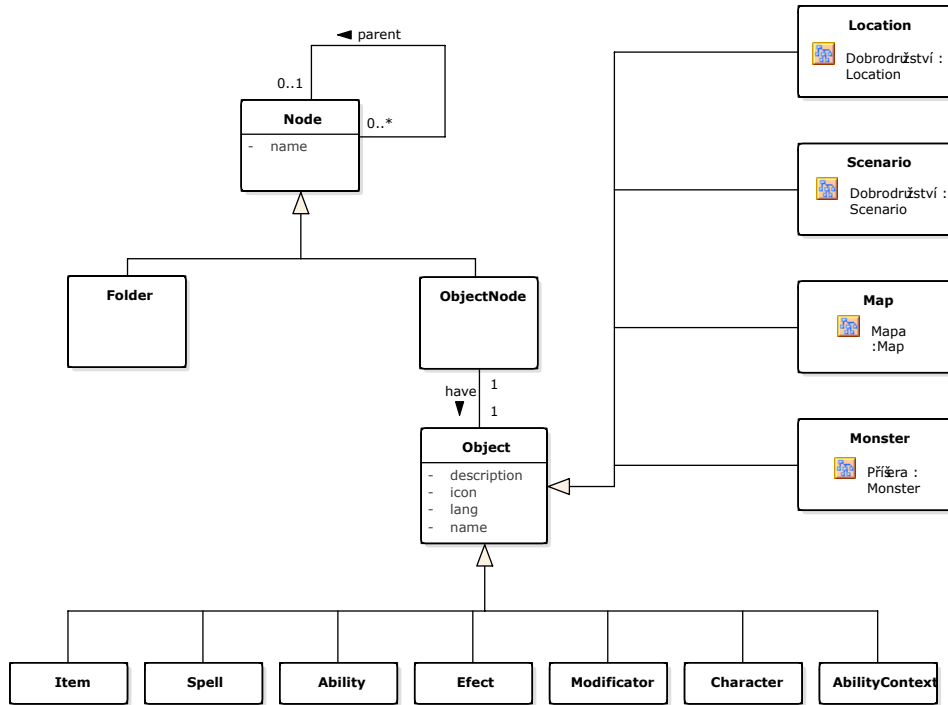 parent
0..1
Node
0..*
- name
Folder
ObjectNode
1
have
1
Object
- description
- icon
- lang
- name
Location
Dobrodružství :
Location
Scenario
Dobrodružství :
Scenario
Map
Mapa
:Map
Monster
Příšera :
Monster
Item
Spell
Ability
Efect
Modificator
Character
AbilityContext